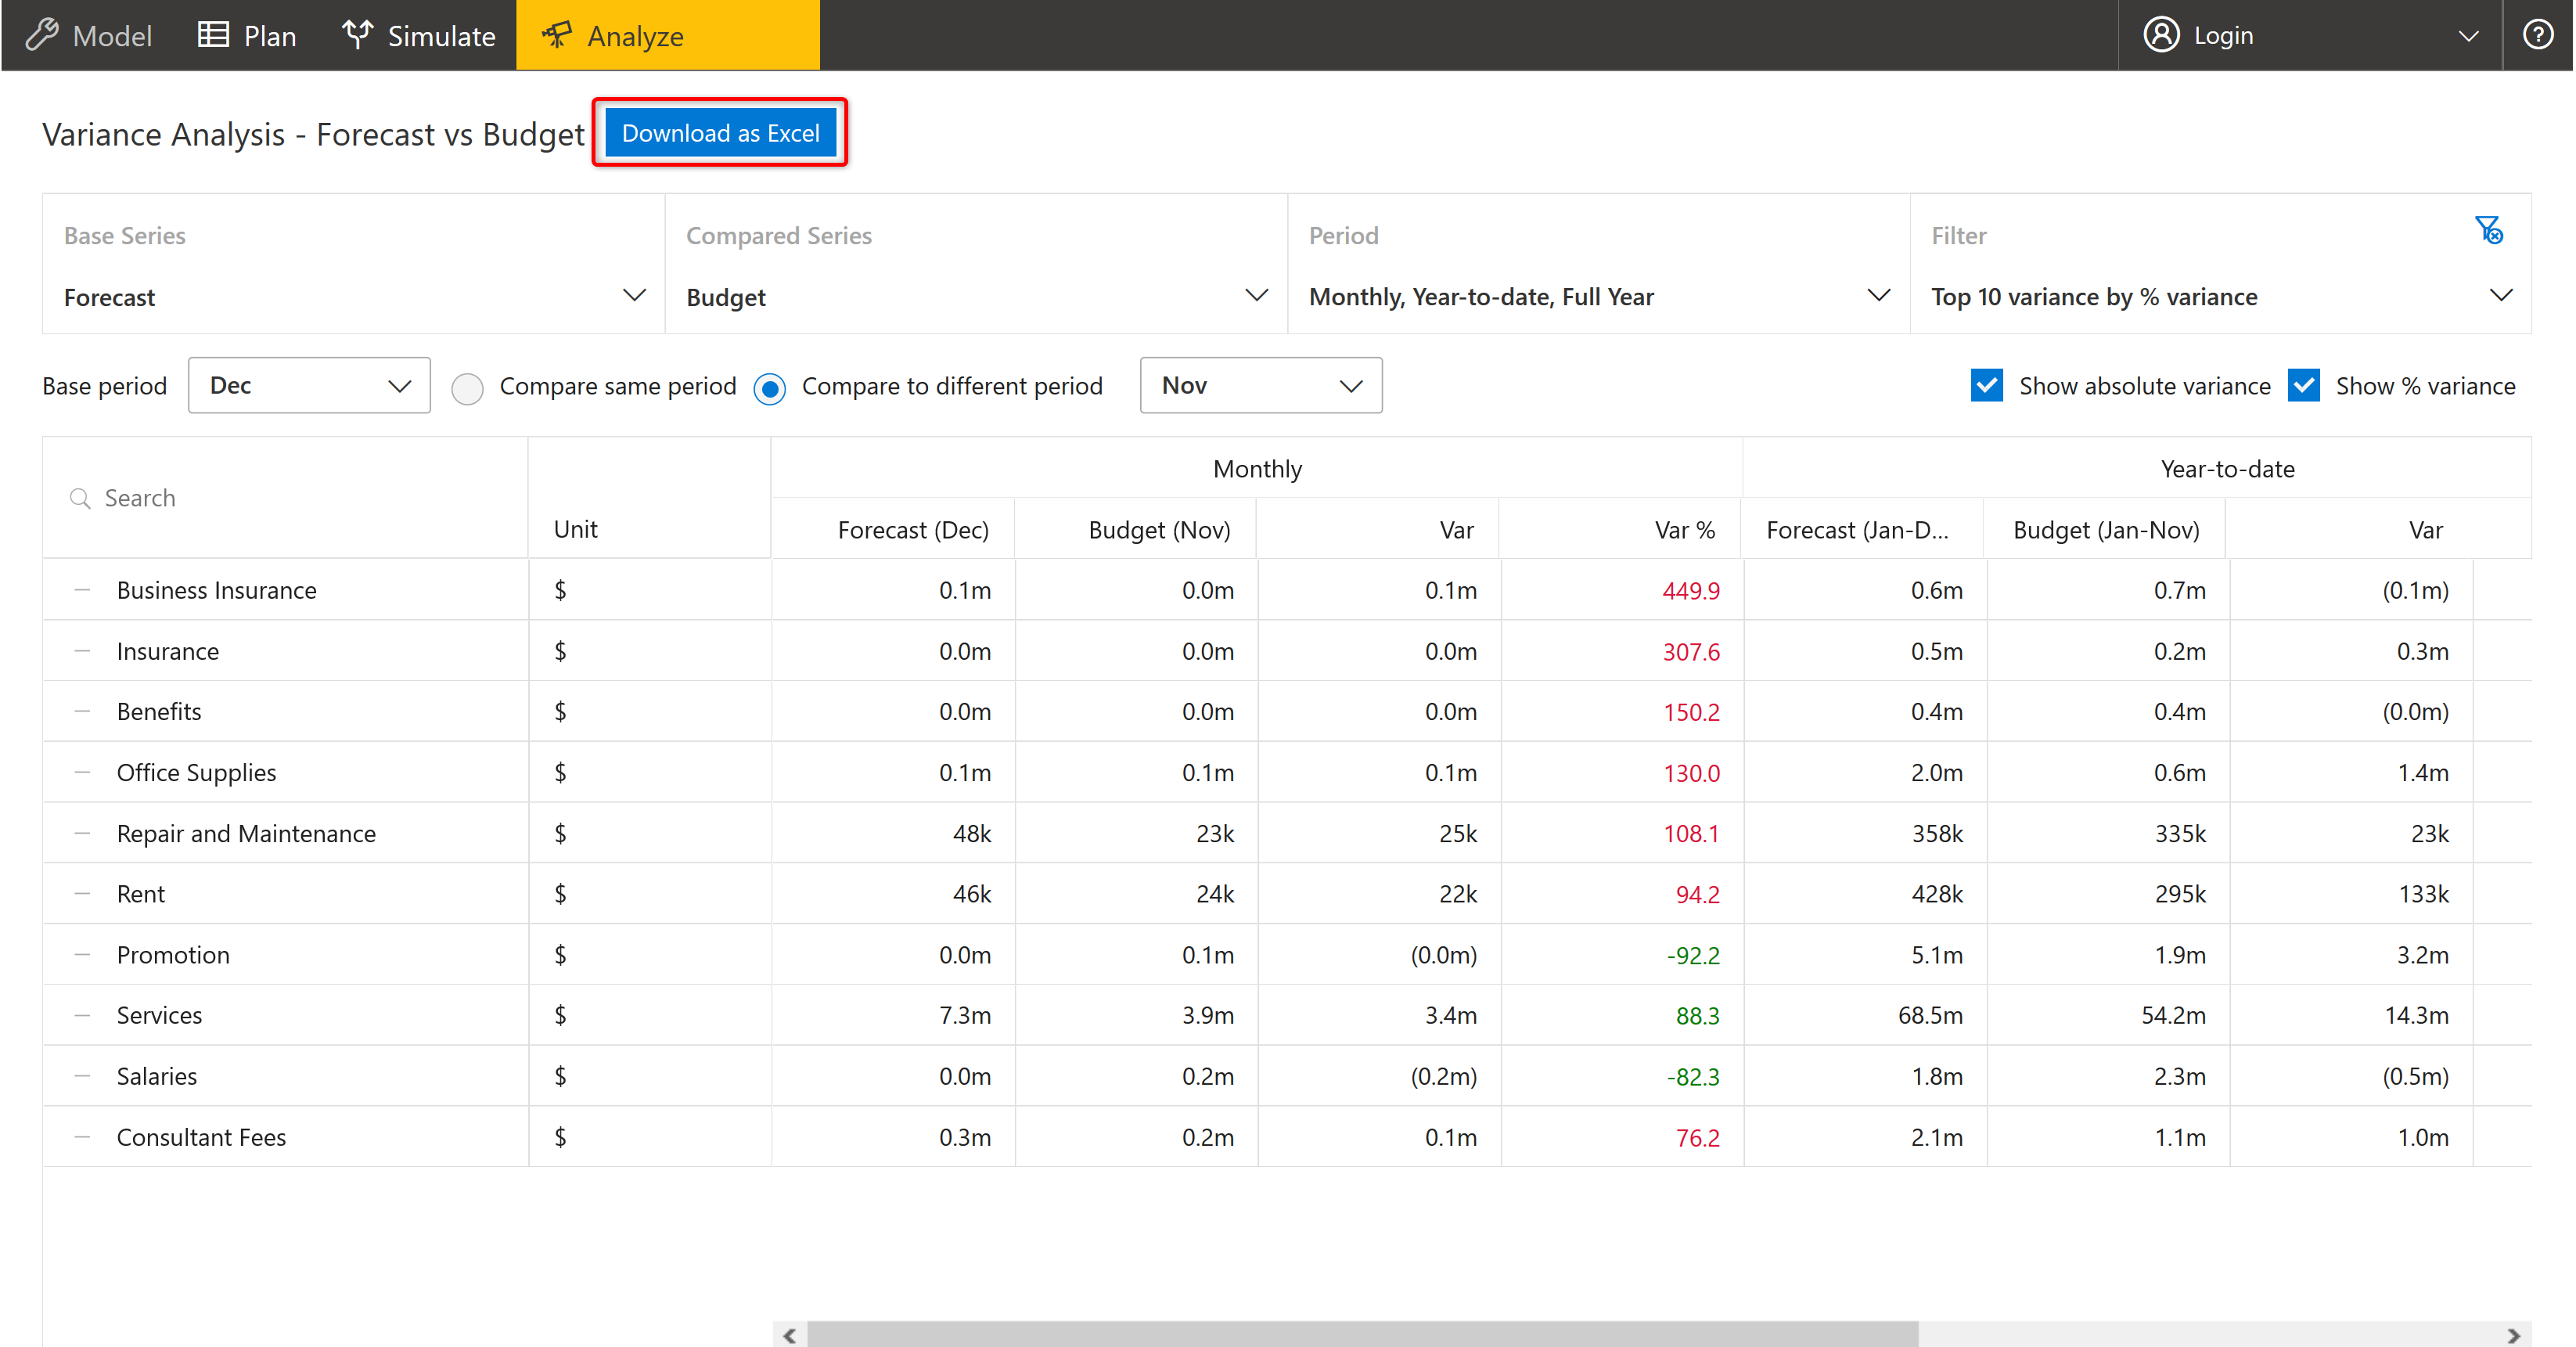 Model Plan Simulate Analyze Login
Variance Analysis - Forecast vs Budget Download as Excel
Base Series Compared Series Period Filter
Forecast Budget Monthly, Year-to-date, Full Year Top 10 variance by % variance
Base period Dec Compare same period Compare to different period Nov Show absolute variance Show % variance
Monthly Year-to-date
Search
Unit Forecast (Dec) Budget (Nov) Var Var % Forecast (Jan-D... Budget (Jan-Nov) Var
Business Insurance $ 0.1m 0.0m 0.1m 449.9 0.6m 0.7m (0.1m)
Insurance $ 0.0m 0.0m 0.0m 307.6 0.5m 0.2m 0.3m
Benefits $ 0.0m 0.0m 0.0m 150.2 0.4m 0.4m (0.0m)
Office Supplies $ 0.1m 0.1m 0.1m 130.0 2.0m 0.6m 1.4m
Repair and Maintenance $ 48k 23k 25k 108.1 358k 335k 23k
Rent $ 46k 24k 22k 94.2 428k 295k 133k
Promotion $ 0.0m 0.1m (0.0m) -92.2 5.1m 1.9m 3.2m
Services $ 7.3m 3.9m 3.4m 88.3 68.5m 54.2m 14.3m
Salaries $ 0.0m 0.2m (0.2m) -82.3 1.8m 2.3m (0.5m)
Consultant Fees $ 0.3m 0.2m 0.1m 76.2 2.1m 1.1m 1.0m